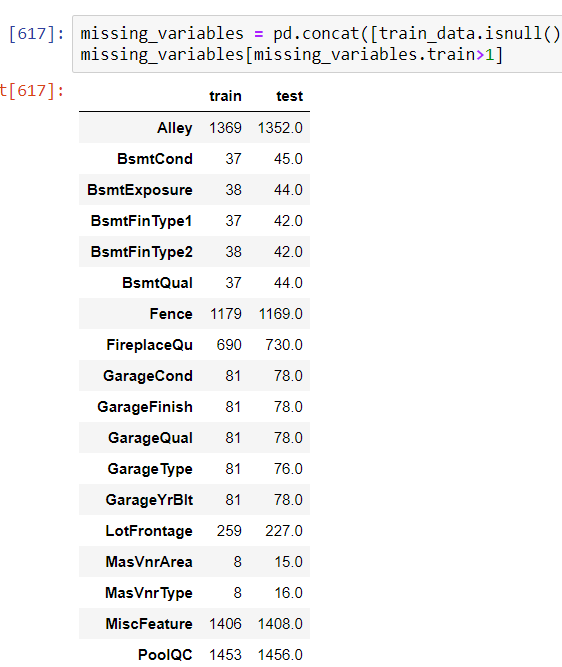 [617]: missing_variables = pd.concat([train_data.isnull()
missing_variables[missing_variables.train>1]
t[617]:
train test
Alley 1369 1352.0
BsmtCond 37 45.0
BsmtExposure 38 44.0
BsmtFinType1 37 42.0
BsmtFinType2 38 42.0
BsmtQual 37 44.0
Fence 1179 1169.0
FireplaceQu 690 730.0
GarageCond 81 78.0
GarageFinish 81 78.0
GarageQual 81 78.0
GarageType 81 76.0
GarageYrBlt 81 78.0
LotFrontage 259 227.0
MasVnrArea 8 15.0
MasVnrType 8 16.0
MiscFeature 1406 1408.0
PoolQC 1453 1456.0